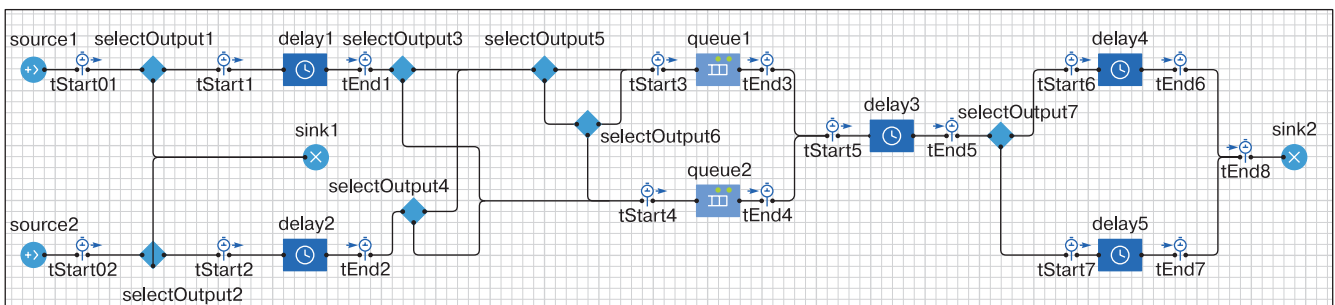 source1
selectOutput1
delay1
selectOutput3
selectOutput5
queue1
delay4
tStart01
tStart1
tEnd1
tStart3
tEnd3
tStart6
tEnd6
delay3
selectOutput7
sink1
selectOutput6
sink2
tStart5
tEnd5
tEnd8
selectOutput4
queue2
source2
delay2
tStart4
tEnd4
delay5
tStart02
tStart2
tEnd2
tStart7
tEnd7
selectOutput2